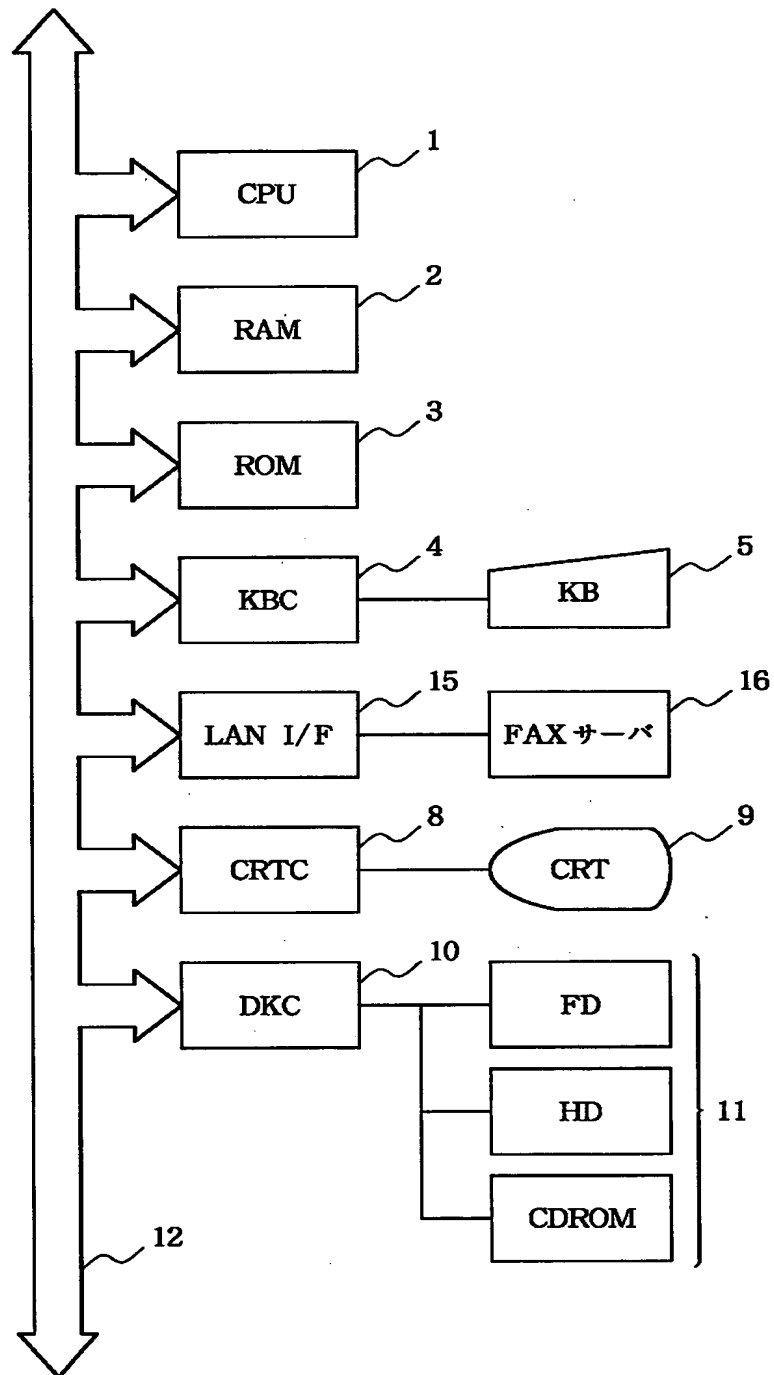 1
CPU
2
RAM
3
ROM
4
KBC
5
KB
15
LAN I/F
16
FAXサーバ
8
CRTC
9
CRT
10
DKC
FD
HD
11
CDROM
12